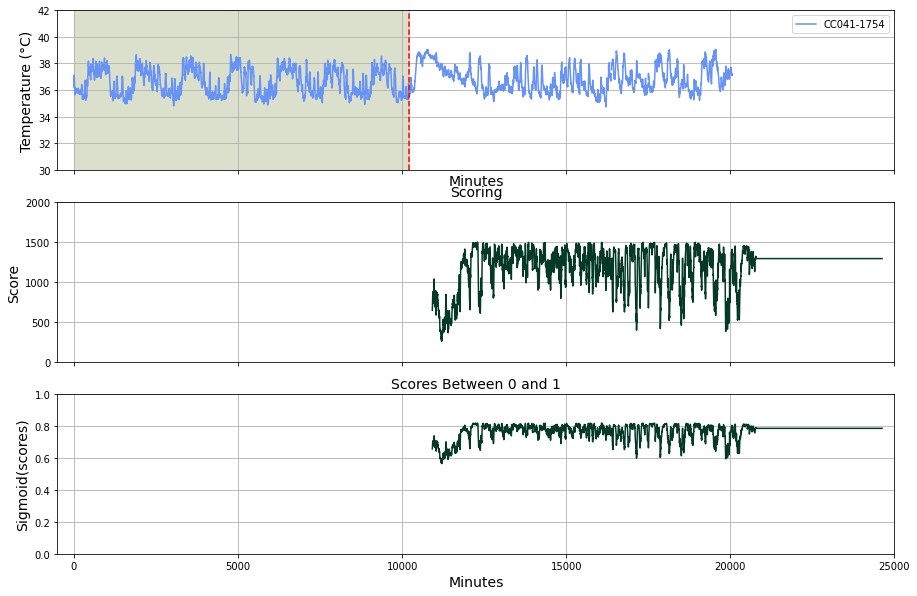 42
40
38
36
34
32
30
Temperature (°C)
CC041-1754
Minutes
Scoring
2000
1500
1000
500
0
Score
Scores Between 0 and 1
1.0
0.8
0.6
0.4
0.2
0.0
Sigmoid(scores)
0 5000 10000 15000 20000 25000
Minutes